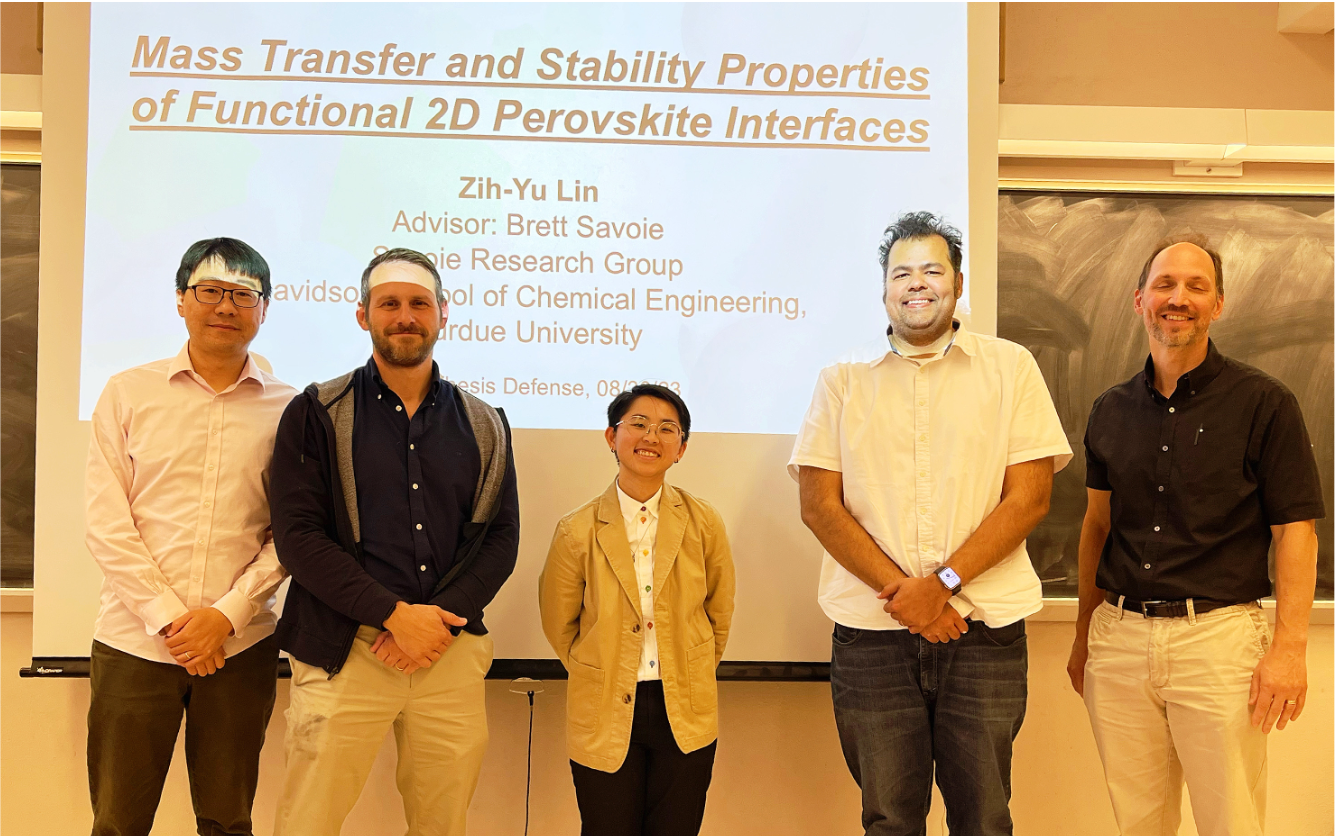 Mass Transfer and Stability Properties
of Functional 2D Perovskite Interfaces
Zih-Yu Lin
Advisor: Brett Savoie
Research Group
of Chemical Engineering,
University
Defense,